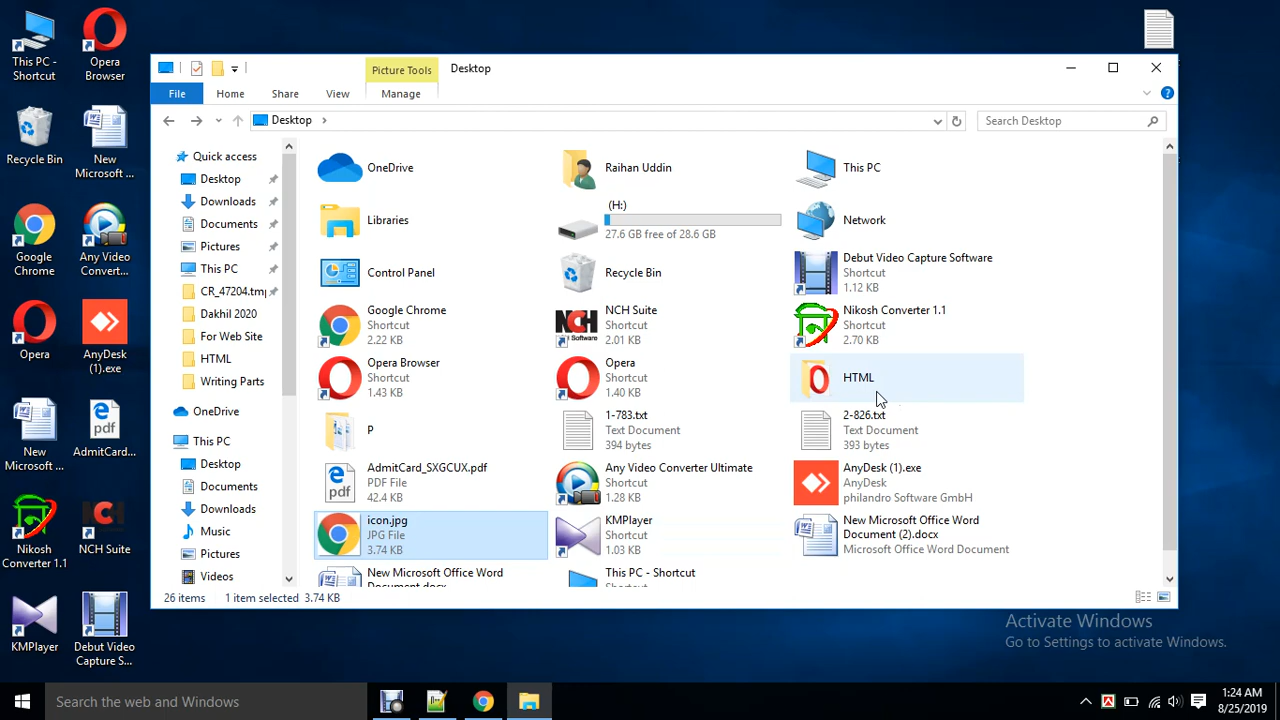 This PC -
Shortcut
Opera
Browser
Recycle Bin
New
Microsoft ...
Google
Chrome
Any Video
Convert...
Opera
AnyDesk
(1).exe
New
Microsoft ...
AdmitCard...
Nikosh
Converter 1.1
NCH Suite
KMPlayer
Debut Video
Capture S...
Picture Tools
Desktop
File
Home
Share
View
Manage
Desktop
Search Desktop
Quick access
Desktop
Downloads
Documents
Pictures
This PC
CR_47204.tmp
Dakhil 2020
For Web Site
HTML
Writing Parts
OneDrive
This PC
Desktop
Documents
Downloads
Music
Pictures
Videos
OneDrive
Raihan Uddin
This PC
Libraries
(H:)
27.6 GB free of 28.6 GB
Network
Control Panel
Recycle Bin
Debut Video Capture Software
Shortcut
1.12 KB
Google Chrome
Shortcut
2.22 KB
NCH Suite
Shortcut
2.01 KB
NCH
Software
Nikosh Converter 1.1
Shortcut
2.70 KB
Opera Browser
Shortcut
1.43 KB
Opera
Shortcut
1.40 KB
HTML
P
1-783.txt
Text Document
394 bytes
2-826.txt
Text Document
393 bytes
pdf
AdmitCard_SXGCUX.pdf
PDF File
42.4 KB
Any Video Converter Ultimate
Shortcut
1.28 KB
AnyDesk (1).exe
AnyDesk
philandro Software GmbH
icon.jpg
JPG File
3.74 KB
KMPlayer
Shortcut
1.03 KB
New Microsoft Office Word
Document (2).docx
Microsoft Office Word Document
New Microsoft Office Word
Document.docx
This PC - Shortcut
Shortcut
26 items
1 item selected 3.74 KB
Activate Windows
Go to Settings to activate Windows.
Search the web and Windows
1:24 AM
8/25/2019